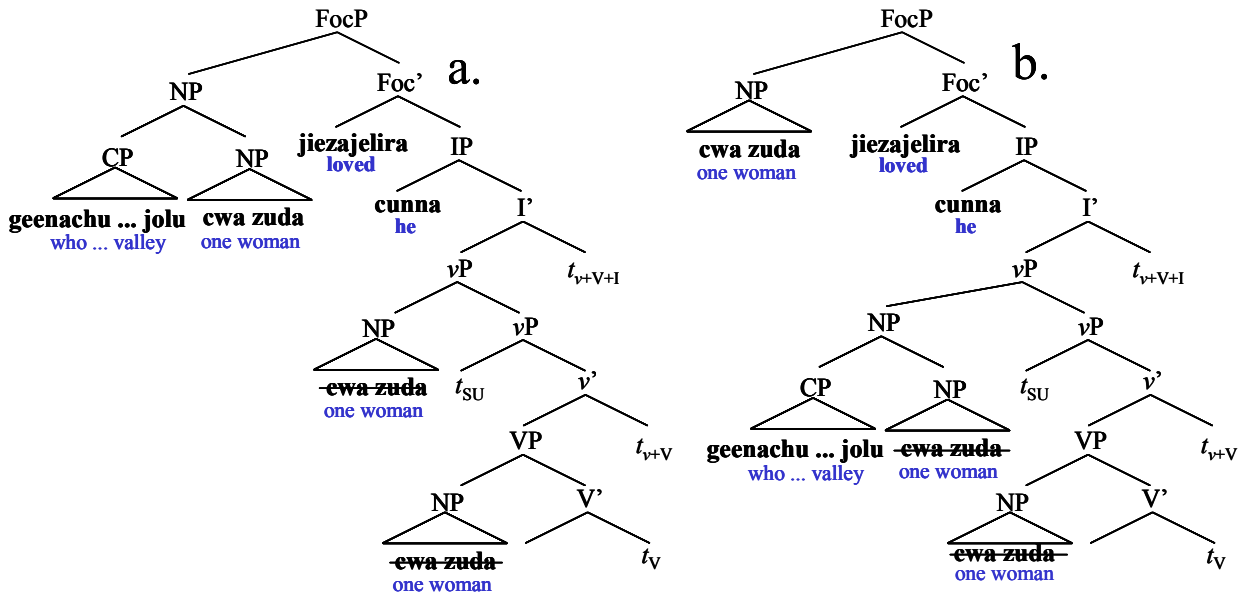 FocP
a.
NP
Foc’
CP
NP
jiezajelira
loved
IP
geenachu ... jolu
who ... valley
cwa zuda
one woman
cunna
he
I’
vP
tv+V+I
NP
vP
cwa zuda
one woman
tSU
v’
VP
tv+V
NP
V’
cwa zuda
one woman
tV
FocP
b.
NP
Foc’
cwa zuda
one woman
jiezajelira
loved
IP
cunna
he
I’
vP
tv+V+I
NP
vP
CP
NP
tSU
v’
geenachu ... jolu
who ... valley
cwa zuda
one woman
VP
tv+V
NP
V’
cwa zuda
one woman
tV